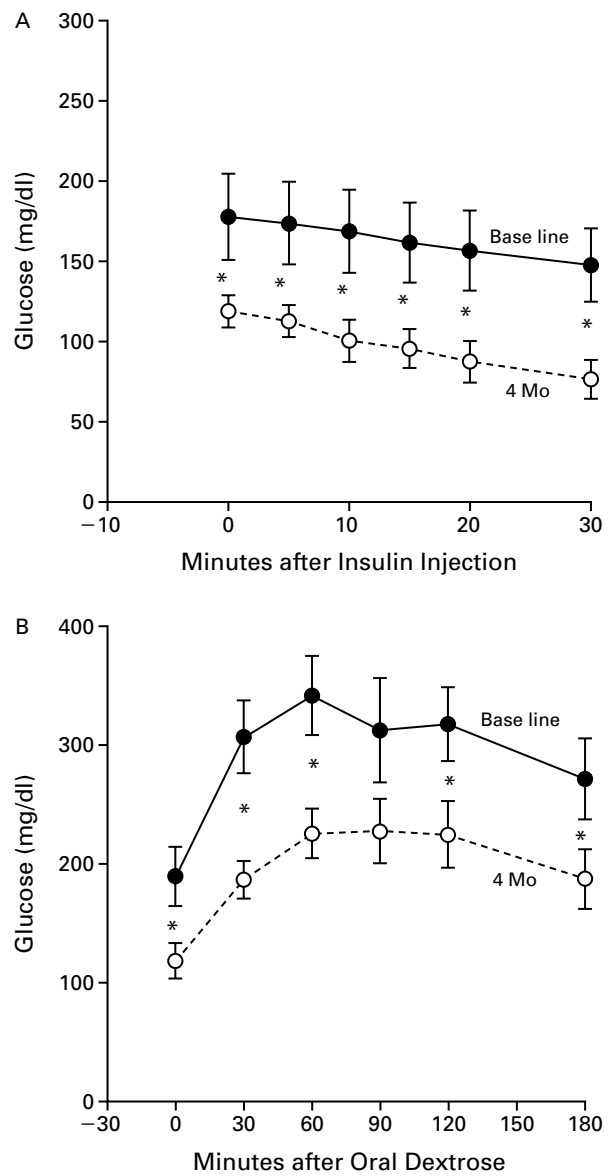 A
300
250
200
150
100
50
0
Glucose (mg/dl)
Base line
* * * * * *
4 Mo
−10 0 10 20 30
Minutes after Insulin Injection
B
400
300
200
100
0
Glucose (mg/dl)
Base line
* * * * *
4 Mo
−30 0 30 60 90 120 150 180
Minutes after Oral Dextrose